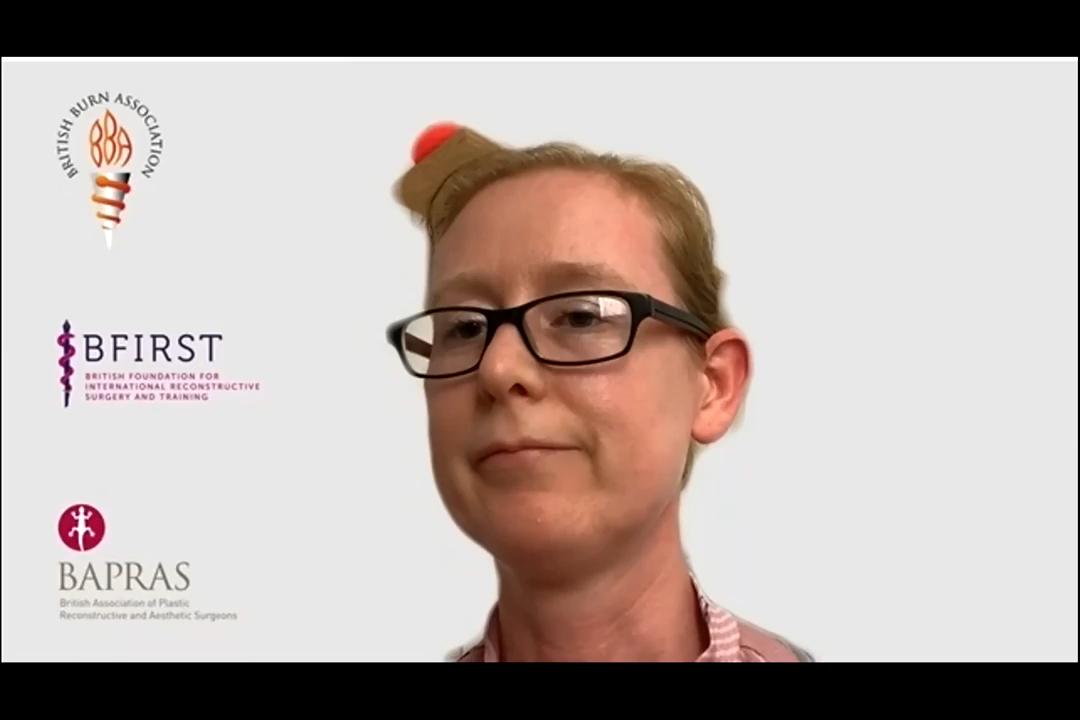 BRITISH BURN ASSOCIATION
BBA
BFIRST
BRITISH FOUNDATION FOR
INTERNATIONAL RECONSTRUCTIVE
SURGERY AND TRAINING
BAPRAS
British Association of Plastic
Reconstructive and Aesthetic Surgeons